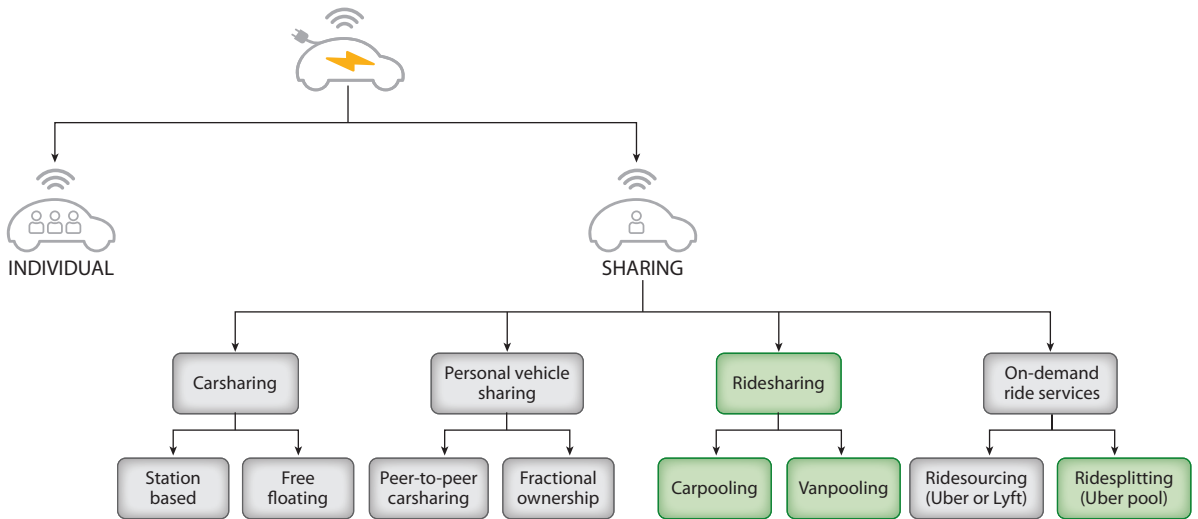 INDIVIDUAL
SHARING
Carsharing
Personal vehicle
sharing
Ridesharing
On-demand
ride services
Station
based
Free
floating
Peer-to-peer
carsharing
Fractional
ownership
Carpooling
Vanpooling
Ridesourcing
(Uber or Lyft)
Ridesplitting
(Uber pool)